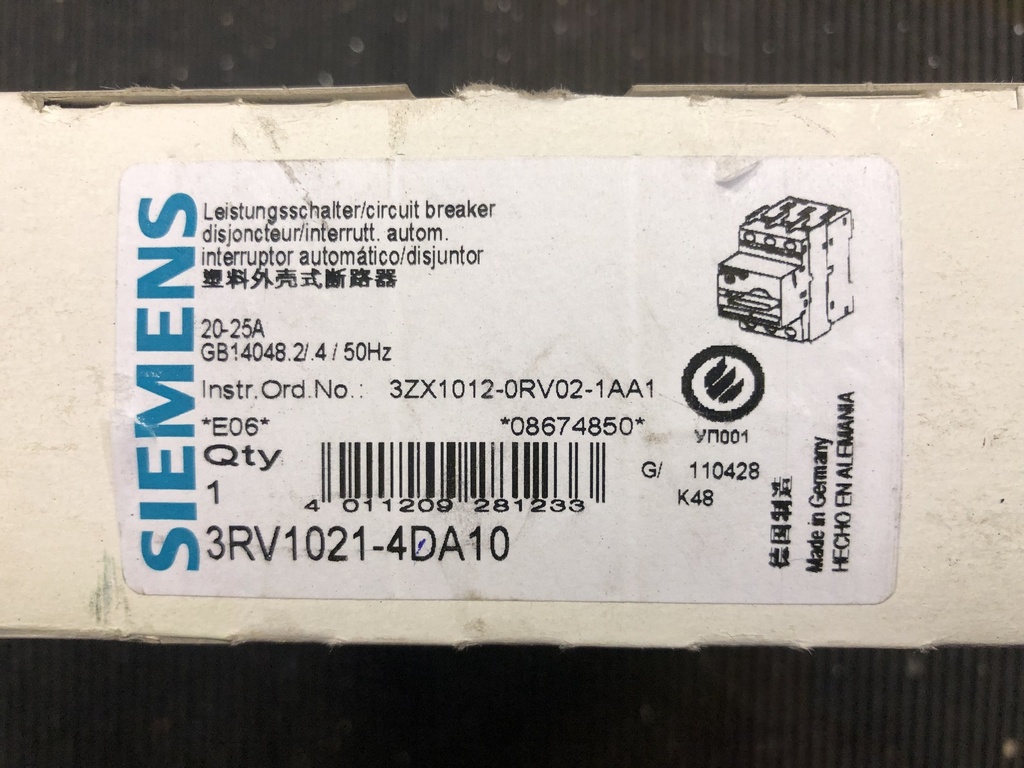 SIEMENS
Leistungsschalter/circuit breaker
disjoncteur/interrutt. autom.
interruptor automático/disjuntor
塑料外壳式断路器
20-25A
GB14048.2/.4 / 50Hz
Instr.Ord.No.: 3ZX1012-0RV02-1AA1
*E06* *08674850*
Qty
1
4 011209 281233
3RV1021-4DA10
УП001
G/ 110428
K48
德国制造
Made in Germany
HECHO EN ALEMANIA